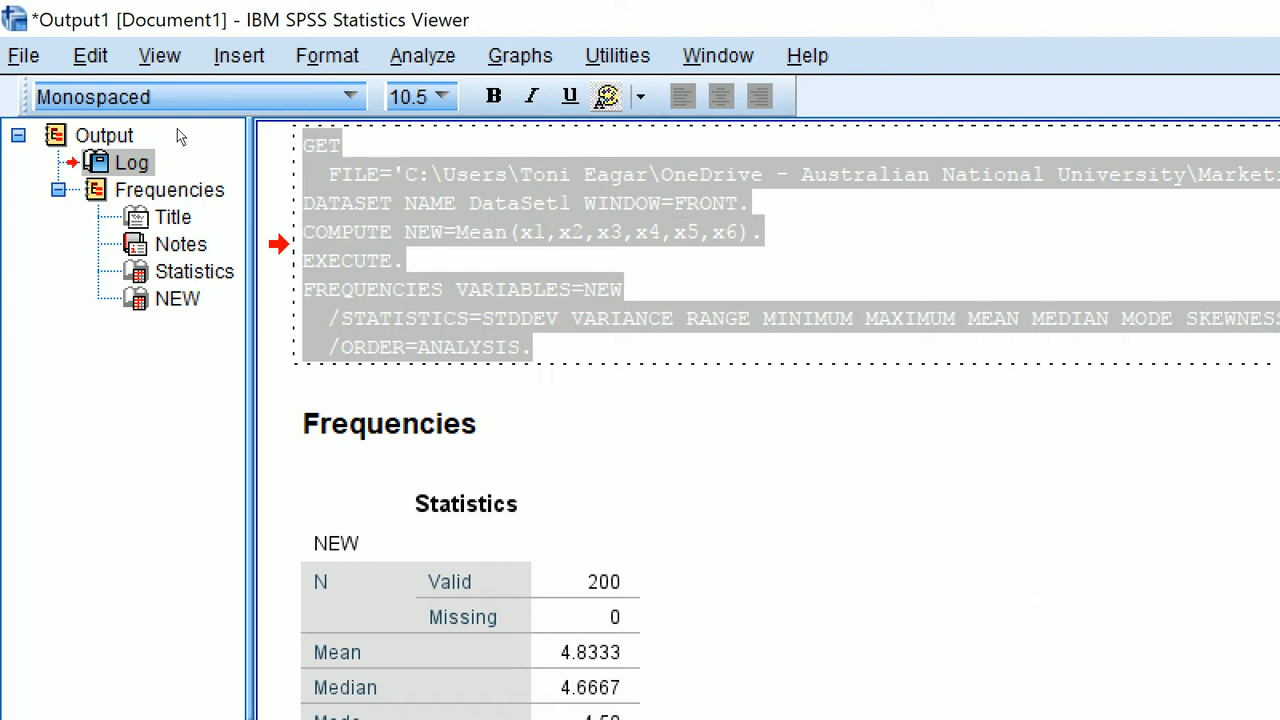 *Output1 [Document1] - IBM SPSS Statistics Viewer
File Edit View Insert Format Analyze Graphs Utilities Window Help
Monospaced 10.5 B I U
Output
Log
Frequencies
Title
Notes
Statistics
NEW
GET
FILE='C:\Users\Toni Eagar\OneDrive - Australian National University\Marketi
DATASET NAME DataSet1 WINDOW=FRONT.
COMPUTE NEW=Mean(x1,x2,x3,x4,x5,x6).
EXECUTE.
FREQUENCIES VARIABLES=NEW
/STATISTICS=STDDEV VARIANCE RANGE MINIMUM MAXIMUM MEAN MEDIAN MODE SKEWNESS
/ORDER=ANALYSIS.
Frequencies
Statistics
NEW
N Valid 200
Missing 0
Mean 4.8333
Median 4.6667
Mode 4.50